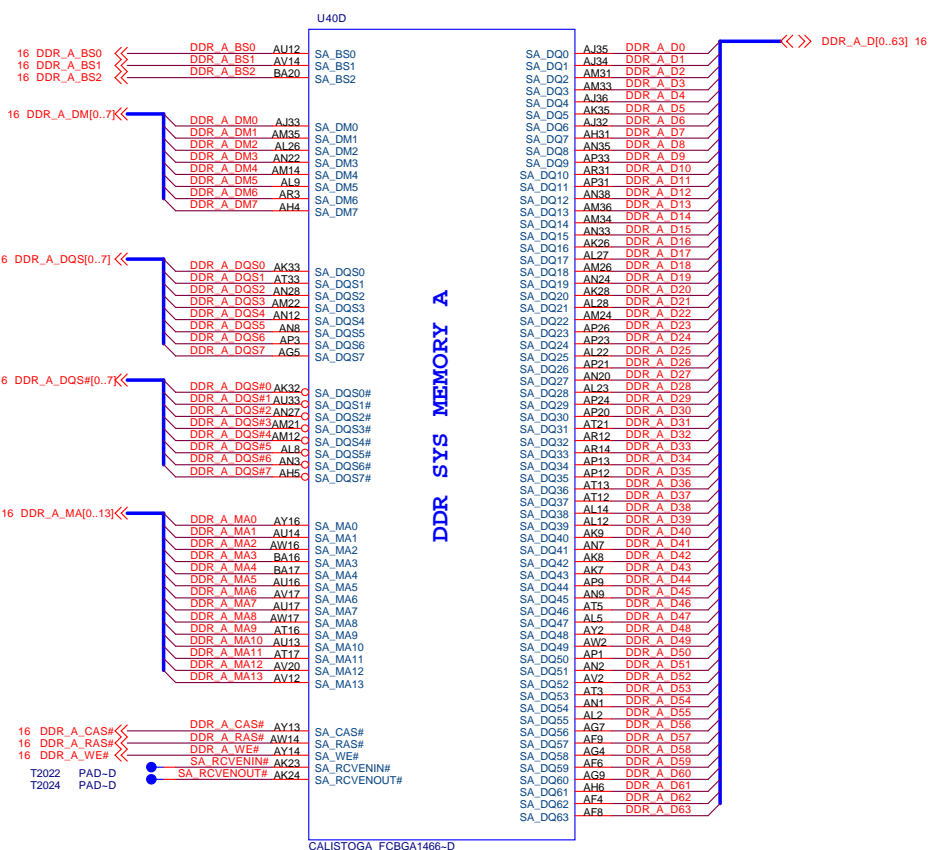 U40D
16 DDR_A_BS0 DDR_A_BS0 AU12 SA_BS0
16 DDR_A_BS1 DDR_A_BS1 AV14 SA_BS1
16 DDR_A_BS2 DDR_A_BS2 BA20 SA_BS2
16 DDR_A_DM[0..7]
DDR_A_DM0 AJ33 SA_DM0
DDR_A_DM1 AM35 SA_DM1
DDR_A_DM2 AL26 SA_DM2
DDR_A_DM3 AN22 SA_DM3
DDR_A_DM4 AM14 SA_DM4
DDR_A_DM5 AL9 SA_DM5
DDR_A_DM6 AR3 SA_DM6
DDR_A_DM7 AH4 SA_DM7
6 DDR_A_DQS[0..7]
DDR_A_DQS0 AK33 SA_DQS0
DDR_A_DQS1 AT33 SA_DQS1
DDR_A_DQS2 AN28 SA_DQS2
DDR_A_DQS3 AM22 SA_DQS3
DDR_A_DQS4 AN12 SA_DQS4
DDR_A_DQS5 AN8 SA_DQS5
DDR_A_DQS6 AP3 SA_DQS6
DDR_A_DQS7 AG5 SA_DQS7
6 DDR_A_DQS#[0..7]
DDR_A_DQS#0 AK32 SA_DQS0#
DDR_A_DQS#1 AU33 SA_DQS1#
DDR_A_DQS#2 AN27 SA_DQS2#
DDR_A_DQS#3 AM21 SA_DQS3#
DDR_A_DQS#4 AM12 SA_DQS4#
DDR_A_DQS#5 AL8 SA_DQS5#
DDR_A_DQS#6 AN3 SA_DQS6#
DDR_A_DQS#7 AH5 SA_DQS7#
16 DDR_A_MA[0..13]
DDR_A_MA0 AY16 SA_MA0
DDR_A_MA1 AU14 SA_MA1
DDR_A_MA2 AW16 SA_MA2
DDR_A_MA3 BA16 SA_MA3
DDR_A_MA4 BA17 SA_MA4
DDR_A_MA5 AU16 SA_MA5
DDR_A_MA6 AV17 SA_MA6
DDR_A_MA7 AU17 SA_MA7
DDR_A_MA8 AW17 SA_MA8
DDR_A_MA9 AT16 SA_MA9
DDR_A_MA10 AU13 SA_MA10
DDR_A_MA11 AT17 SA_MA11
DDR_A_MA12 AV20 SA_MA12
DDR_A_MA13 AV12 SA_MA13
16 DDR_A_CAS# DDR_A_CAS# AY13 SA_CAS#
16 DDR_A_RAS# DDR_A_RAS# AW14 SA_RAS#
16 DDR_A_WE# DDR_A_WE# AY14 SA_WE#
T2022 PAD~D SA_RCVENIN# AK23 SA_RCVENIN#
T2024 PAD~D SA_RCVENOUT# AK24 SA_RCVENOUT#
DDR SYS MEMORY A
SA_DQ0 AJ35 DDR_A_D0
SA_DQ1 AJ34 DDR_A_D1
SA_DQ2 AM31 DDR_A_D2
SA_DQ3 AM33 DDR_A_D3
SA_DQ4 AJ36 DDR_A_D4
SA_DQ5 AK35 DDR_A_D5
SA_DQ6 AJ32 DDR_A_D6
SA_DQ7 AH31 DDR_A_D7
SA_DQ8 AN35 DDR_A_D8
SA_DQ9 AP33 DDR_A_D9
SA_DQ10 AR31 DDR_A_D10
SA_DQ11 AP31 DDR_A_D11
SA_DQ12 AN38 DDR_A_D12
SA_DQ13 AM36 DDR_A_D13
SA_DQ14 AM34 DDR_A_D14
SA_DQ15 AN33 DDR_A_D15
SA_DQ16 AK26 DDR_A_D16
SA_DQ17 AL27 DDR_A_D17
SA_DQ18 AM26 DDR_A_D18
SA_DQ19 AN24 DDR_A_D19
SA_DQ20 AK28 DDR_A_D20
SA_DQ21 AL28 DDR_A_D21
SA_DQ22 AM24 DDR_A_D22
SA_DQ23 AP26 DDR_A_D23
SA_DQ24 AP23 DDR_A_D24
SA_DQ25 AL22 DDR_A_D25
SA_DQ26 AP21 DDR_A_D26
SA_DQ27 AN20 DDR_A_D27
SA_DQ28 AL23 DDR_A_D28
SA_DQ29 AP24 DDR_A_D29
SA_DQ30 AP20 DDR_A_D30
SA_DQ31 AT21 DDR_A_D31
SA_DQ32 AR12 DDR_A_D32
SA_DQ33 AR14 DDR_A_D33
SA_DQ34 AP13 DDR_A_D34
SA_DQ35 AP12 DDR_A_D35
SA_DQ36 AT13 DDR_A_D36
SA_DQ37 AT12 DDR_A_D37
SA_DQ38 AL14 DDR_A_D38
SA_DQ39 AL12 DDR_A_D39
SA_DQ40 AK9 DDR_A_D40
SA_DQ41 AN7 DDR_A_D41
SA_DQ42 AK8 DDR_A_D42
SA_DQ43 AK7 DDR_A_D43
SA_DQ44 AP9 DDR_A_D44
SA_DQ45 AN9 DDR_A_D45
SA_DQ46 AT5 DDR_A_D46
SA_DQ47 AL5 DDR_A_D47
SA_DQ48 AY2 DDR_A_D48
SA_DQ49 AW2 DDR_A_D49
SA_DQ50 AP1 DDR_A_D50
SA_DQ51 AN2 DDR_A_D51
SA_DQ52 AV2 DDR_A_D52
SA_DQ53 AT3 DDR_A_D53
SA_DQ54 AN1 DDR_A_D54
SA_DQ55 AL2 DDR_A_D55
SA_DQ56 AG7 DDR_A_D56
SA_DQ57 AF9 DDR_A_D57
SA_DQ58 AG4 DDR_A_D58
SA_DQ59 AF6 DDR_A_D59
SA_DQ60 AG9 DDR_A_D60
SA_DQ61 AH6 DDR_A_D61
SA_DQ62 AF4 DDR_A_D62
SA_DQ63 AF8 DDR_A_D63
DDR_A_D[0..63] 16
CALISTOGA_FCBGA1466~D